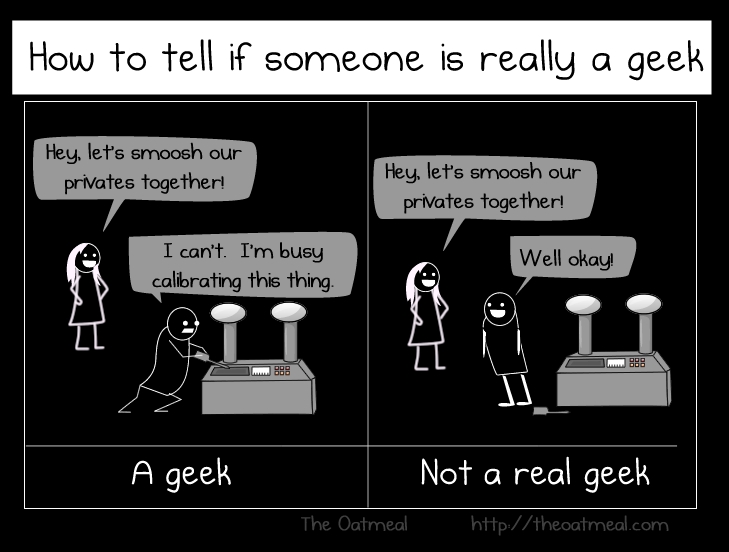 How to tell if someone is really a geek
Hey, let's smoosh our
privates together!
I can't. I'm busy
calibrating this thing.
A geek
Hey, let's smoosh our
privates together!
Well okay!
Not a real geek
The Oatmeal http://theoatmeal.com